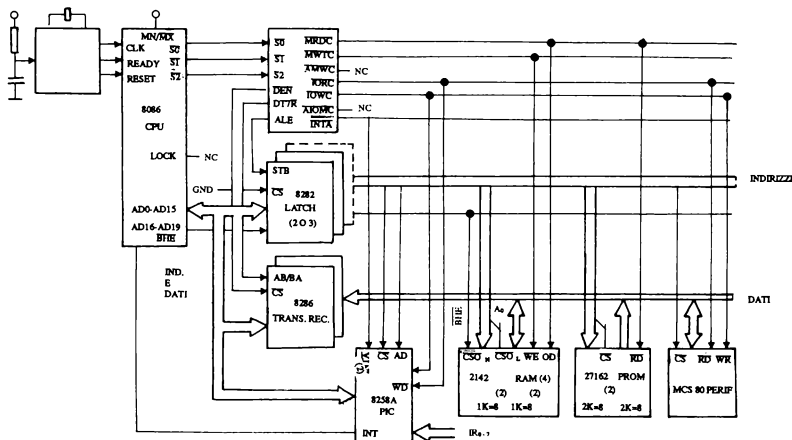 MN/MX
CLK
READY
RESET
S0
S1
S2
8086
CPU
LOCK
NC
GND
AD0-AD15
AD16-AD19
BHE
IND.
E
DATI
S0
S1
S2
DEN
DT7/R
ALE
MRDC
MWTC
AMWC
NC
IORC
IOWC
AIOMC
NC
INTA
STB
CS
8282
LATCH
(2 O 3)
INDIRIZZI
AB/BA
CS
8286
TRANS. REC.
DATI
CS AD
WD
8258A
PIC
INT
IR0-7
BHE
A0
CSO H CSO L WE OD
2142 RAM (4)
(2) (2)
1K=8 1K=8
CS RD
27162 PROM
(2)
2K=8 2K=8
CS RD WR
MCS 80 PERIF